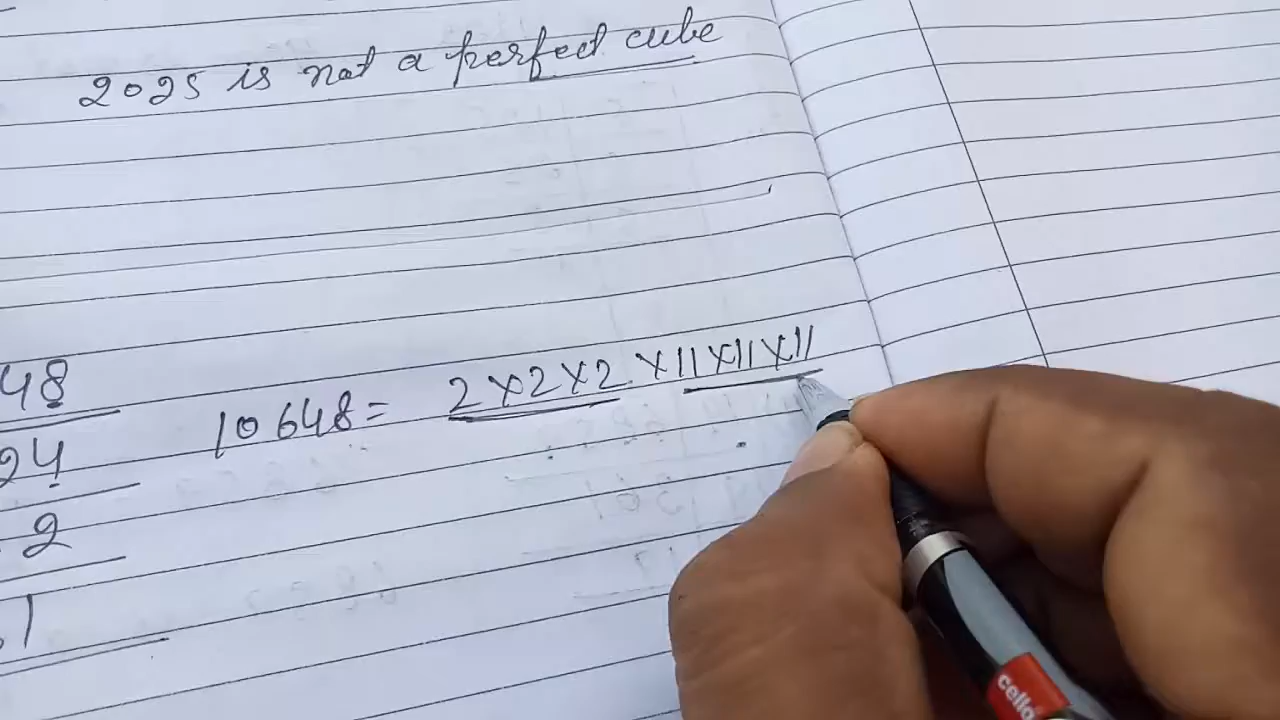 2025 is not a perfect cube
48
10648 = 2 x 2 x 2 x 11 x 11 x 11
24
2
1
cello